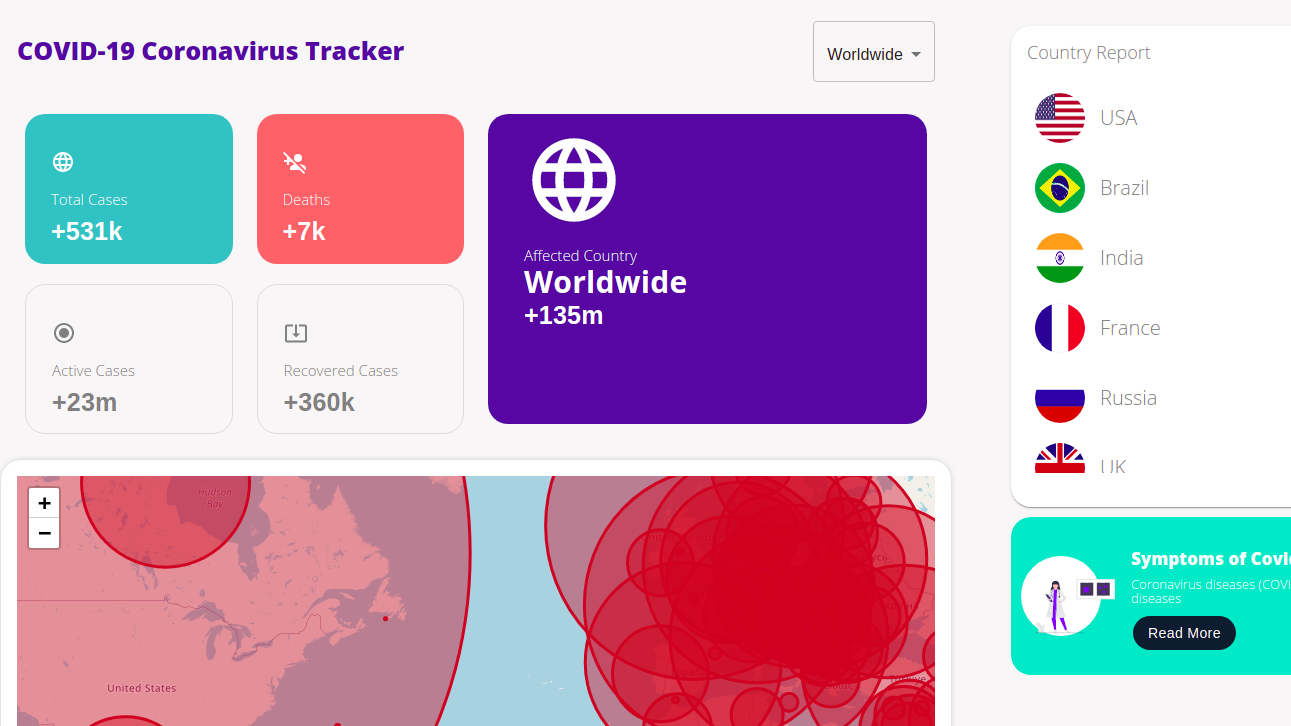 COVID-19 Coronavirus Tracker
Worldwide
Total Cases
+531k
Deaths
+7k
Affected Country
Worldwide
+135m
Active Cases
+23m
Recovered Cases
+360k
+
−
Hudson
Bay
United States
Country Report
USA
Brazil
India
France
Russia
UK
Symptoms of Covi
Coronavirus diseases (COVI
diseases
Read More